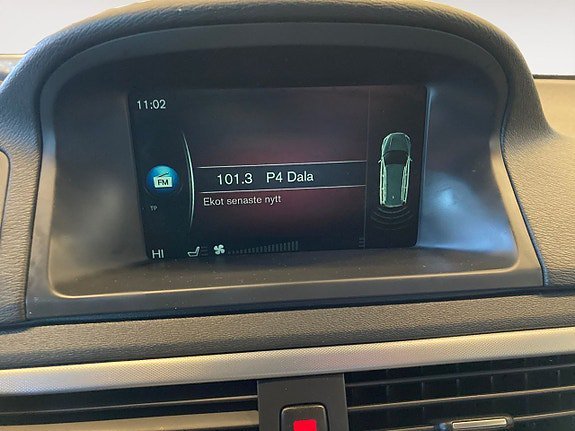 11:02
FM
101.3 P4 Dala
TP
Ekot senaste nytt
HI